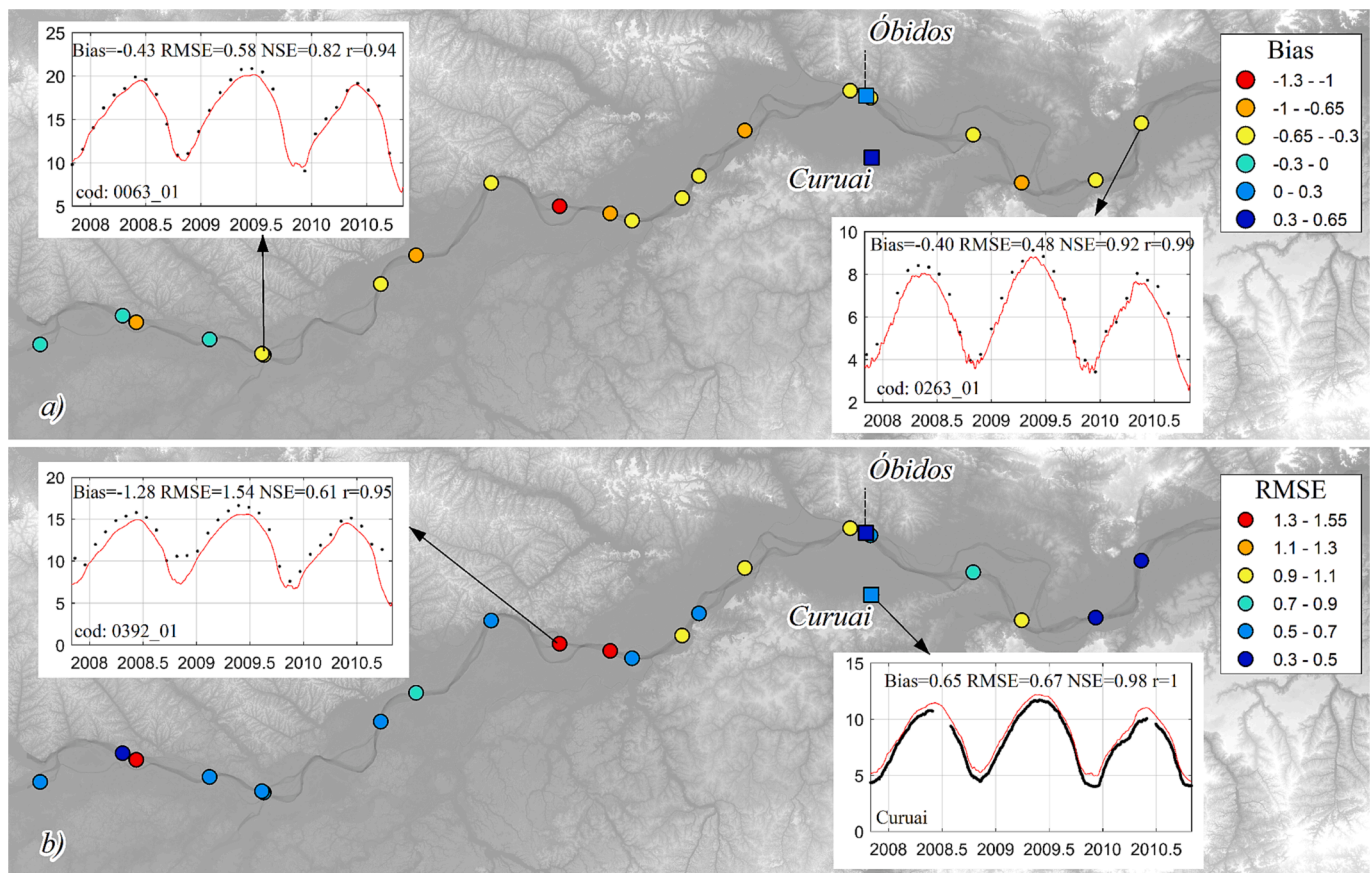 25
20
15
10
5
Bias=-0.43 RMSE=0.58 NSE=0.82 r=0.94
cod: 0063_01
2008 2008.5 2009 2009.5 2010 2010.5
Óbidos
Curuai
Bias
-1.3 - -1
-1 - -0.65
-0.65 - -0.3
-0.3 - 0
0 - 0.3
0.3 - 0.65
10
8
6
4
2
Bias=-0.40 RMSE=0.48 NSE=0.92 r=0.99
cod: 0263_01
2008 2008.5 2009 2009.5 2010 2010.5
a)
20
15
10
5
0
Bias=-1.28 RMSE=1.54 NSE=0.61 r=0.95
cod: 0392_01
2008 2008.5 2009 2009.5 2010 2010.5
Óbidos
Curuai
RMSE
1.3 - 1.55
1.1 - 1.3
0.9 - 1.1
0.7 - 0.9
0.5 - 0.7
0.3 - 0.5
15
10
5
0
Bias=0.65 RMSE=0.67 NSE=0.98 r=1
Curuai
2008 2008.5 2009 2009.5 2010 2010.5
b)